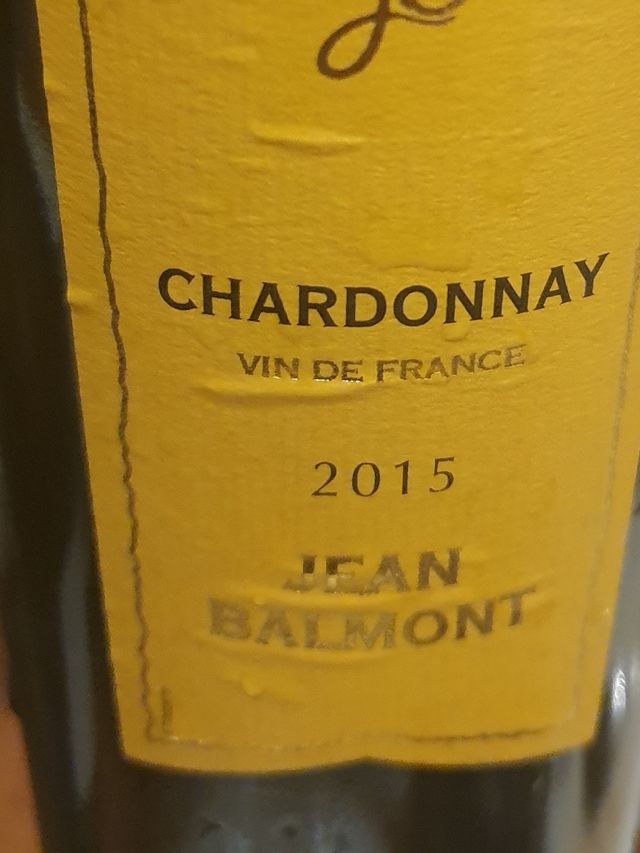 CHARDONNAY
VIN DE FRANCE
2015
JEAN
BALMONT